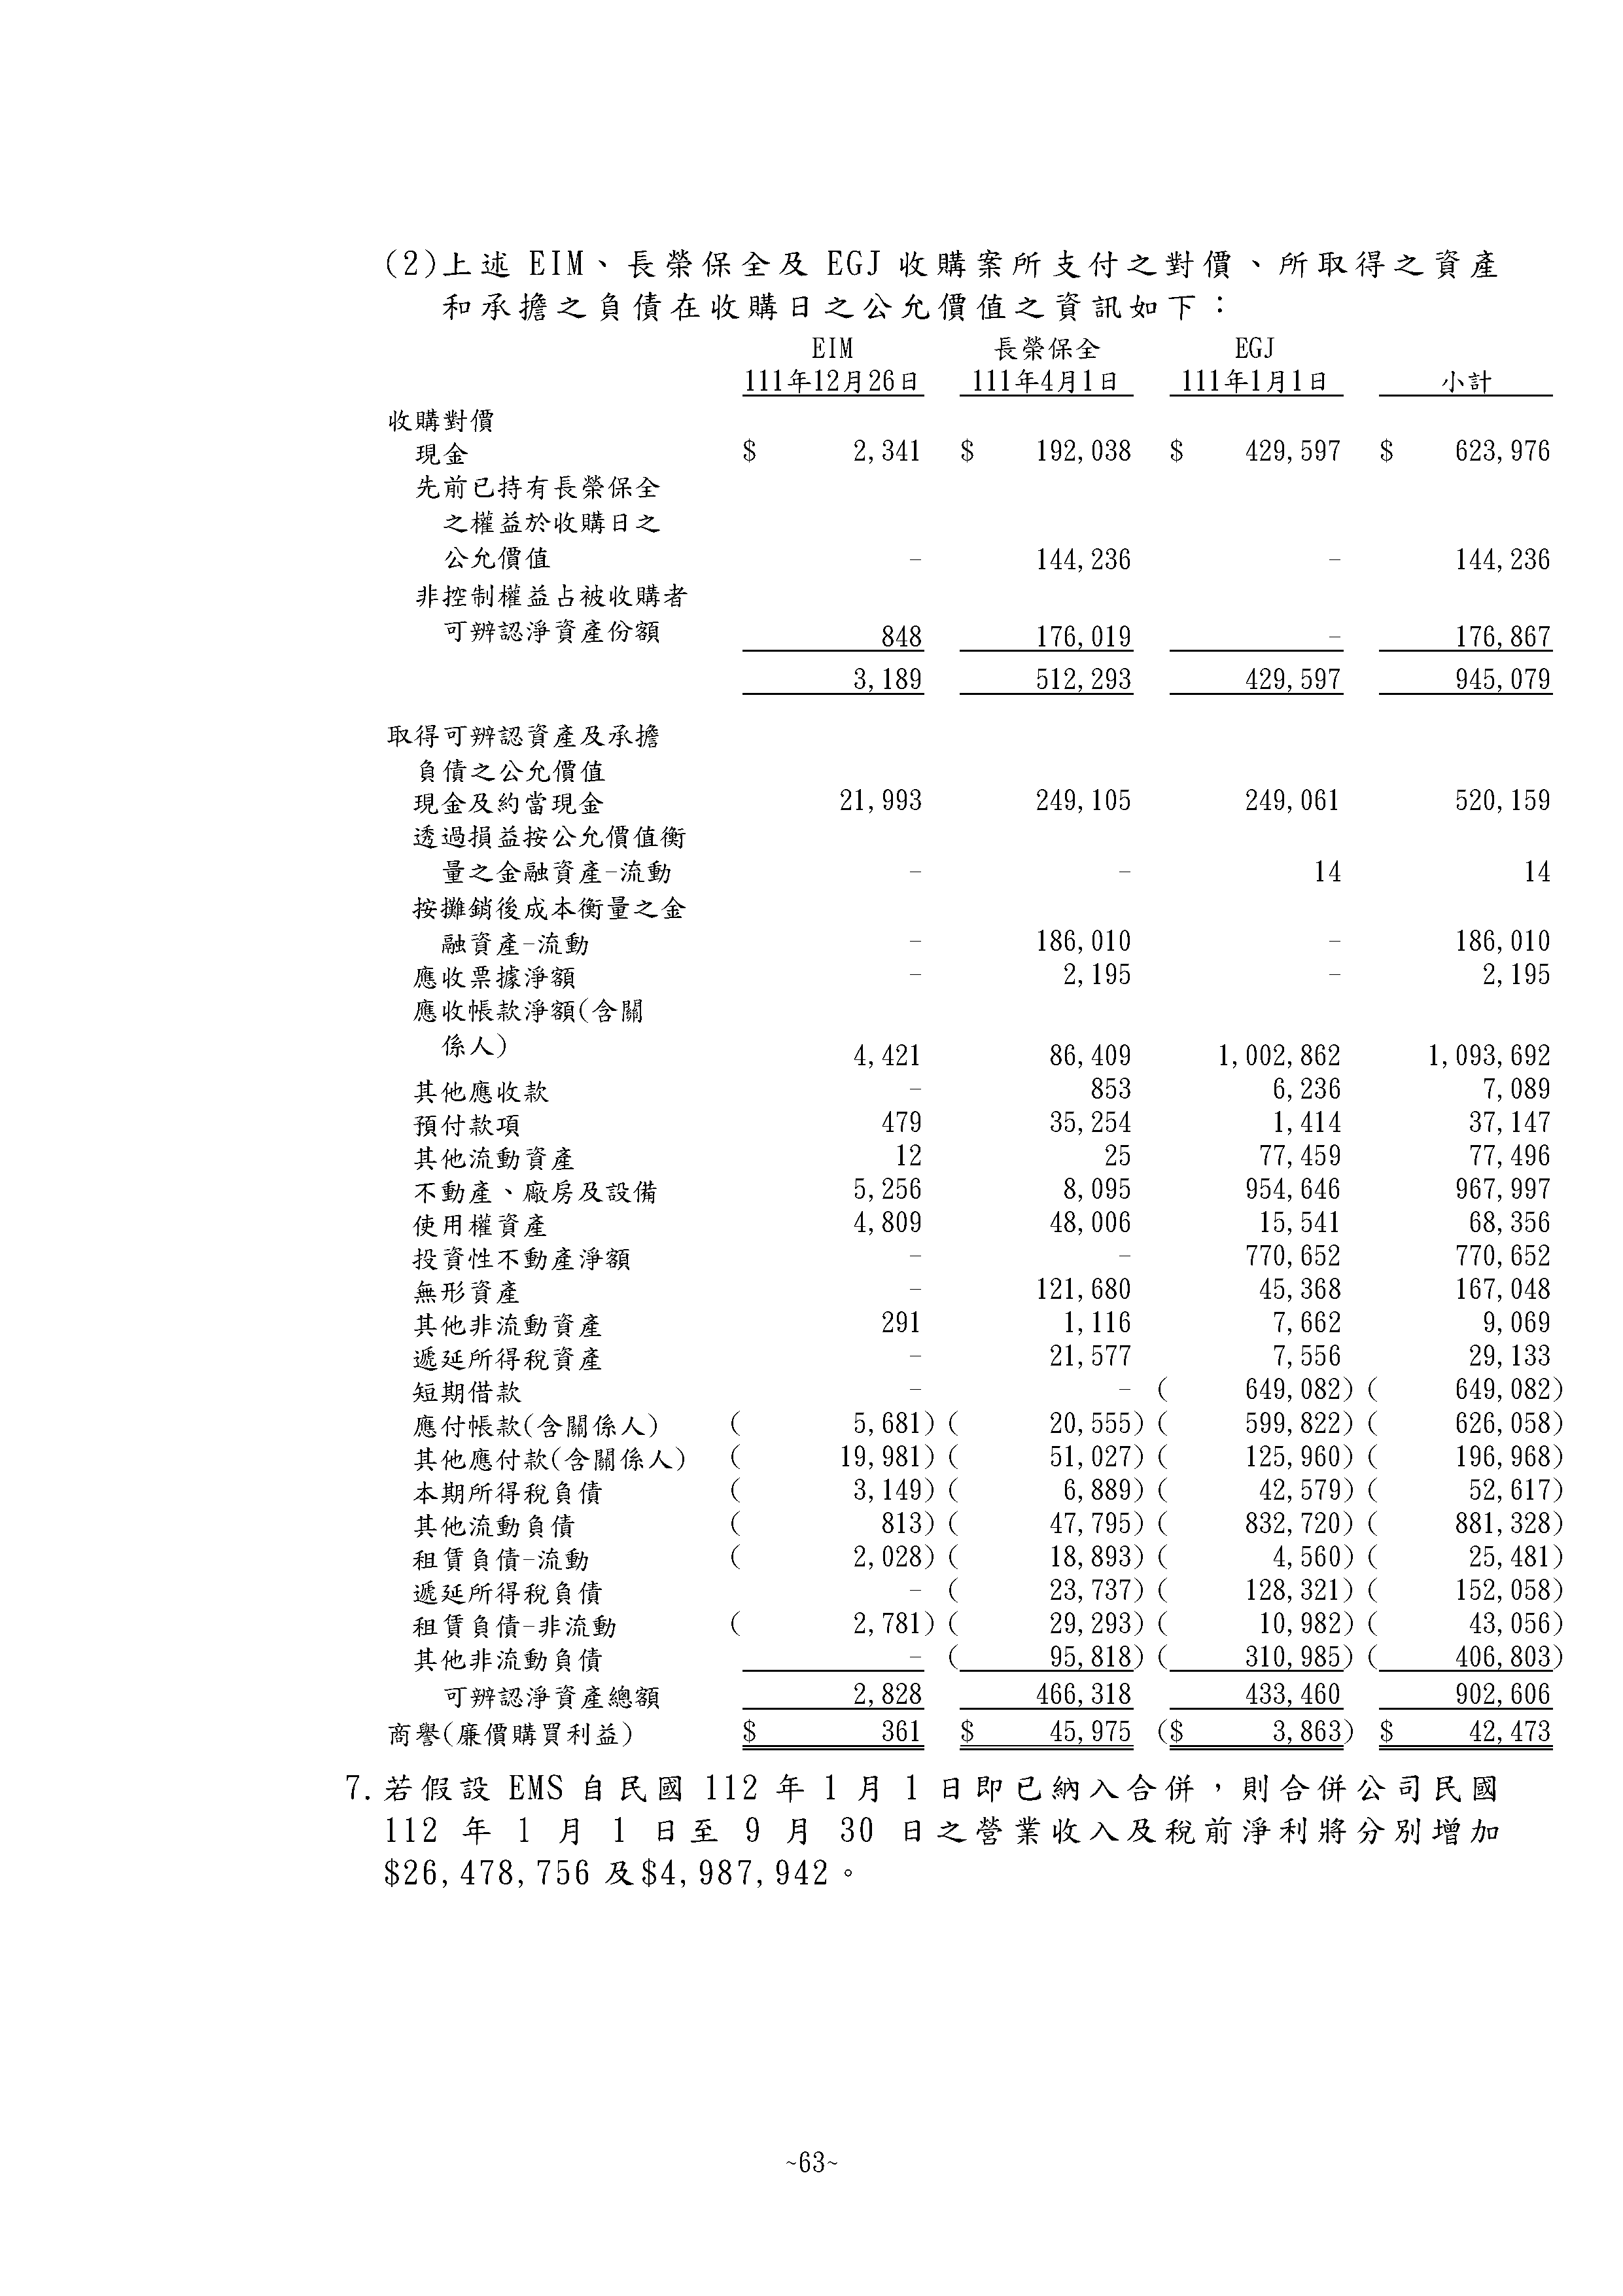 (2)上述 EIM、長榮保全及 EGJ 收購案所支付之對價、所取得之資產
和承擔之負債在收購日之公允價值之資訊如下：
EIM 長榮保全 EGJ
111年12月26日 111年4月1日 111年1月1日 小計
收購對價
現金 $ 2,341 $ 192,038 $ 429,597 $ 623,976
先前已持有長榮保全
之權益於收購日之
公允價值 - 144,236 - 144,236
非控制權益占被收購者
可辨認淨資產份額 848 176,019 - 176,867
3,189 512,293 429,597 945,079
取得可辨認資產及承擔
負債之公允價值
現金及約當現金 21,993 249,105 249,061 520,159
透過損益按公允價值衡
量之金融資產-流動 - - 14 14
按攤銷後成本衡量之金
融資產-流動 - 186,010 - 186,010
應收票據淨額 - 2,195 - 2,195
應收帳款淨額(含關
係人) 4,421 86,409 1,002,862 1,093,692
其他應收款 - 853 6,236 7,089
預付款項 479 35,254 1,414 37,147
其他流動資產 12 25 77,459 77,496
不動產、廠房及設備 5,256 8,095 954,646 967,997
使用權資產 4,809 48,006 15,541 68,356
投資性不動產淨額 - - 770,652 770,652
無形資產 - 121,680 45,368 167,048
其他非流動資產 291 1,116 7,662 9,069
遞延所得稅資產 - 21,577 7,556 29,133
短期借款 - - ( 649,082) ( 649,082)
應付帳款(含關係人) ( 5,681) ( 20,555) ( 599,822) ( 626,058)
其他應付款(含關係人) ( 19,981) ( 51,027) ( 125,960) ( 196,968)
本期所得稅負債 ( 3,149) ( 6,889) ( 42,579) ( 52,617)
其他流動負債 ( 813) ( 47,795) ( 832,720) ( 881,328)
租賃負債-流動 ( 2,028) ( 18,893) ( 4,560) ( 25,481)
遞延所得稅負債 - ( 23,737) ( 128,321) ( 152,058)
租賃負債-非流動 ( 2,781) ( 29,293) ( 10,982) ( 43,056)
其他非流動負債 - ( 95,818) ( 310,985) ( 406,803)
可辨認淨資產總額 2,828 466,318 433,460 902,606
商譽(廉價購買利益) $ 361 $ 45,975 ($ 3,863) $ 42,473
7.若假設 EMS 自民國 112 年 1 月 1 日即已納入合併，則合併公司民國
112 年 1 月 1 日至 9 月 30 日之營業收入及稅前淨利將分別增加
$26,478,756 及$4,987,942。
~63~